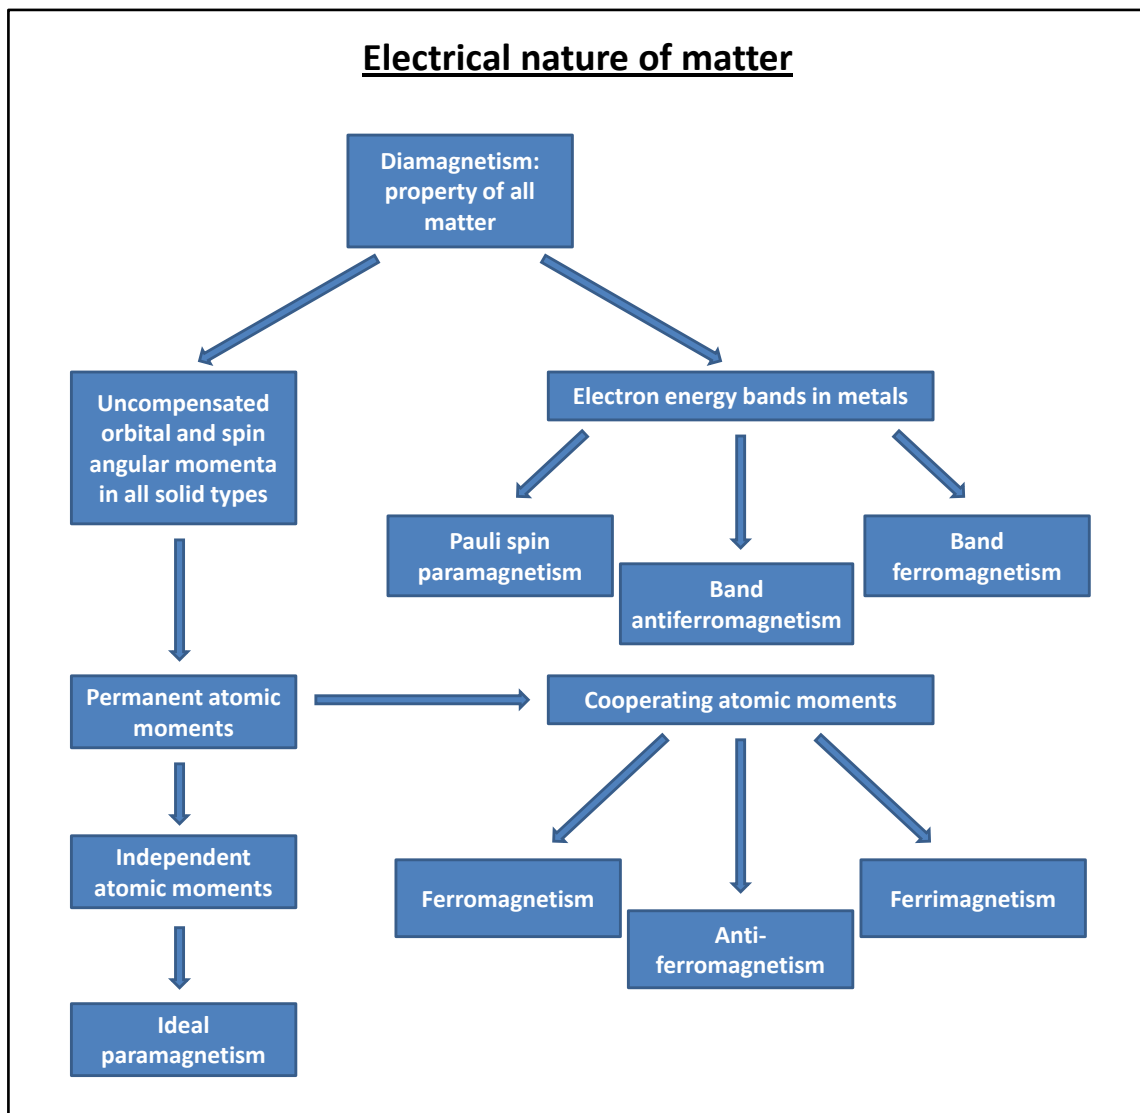 Electrical nature of matter
Diamagnetism:
property of all
matter
Uncompensated
orbital and spin
angular momenta
in all solid types
Electron energy bands in metals
Pauli spin
paramagnetism
Band
antiferromagnetism
Band
ferromagnetism
Permanent atomic
moments
Cooperating atomic moments
Independent
atomic moments
Ferromagnetism
Anti-
ferromagnetism
Ferrimagnetism
Ideal
paramagnetism